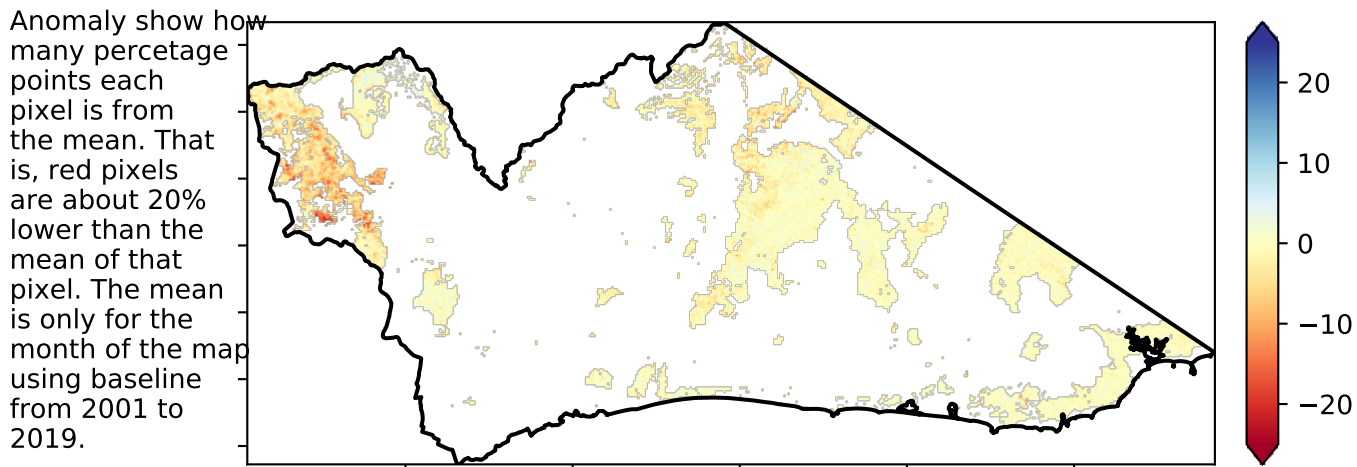 Anomaly show how
many percetage
points each
pixel is from
the mean. That
is, red pixels
are about 20%
lower than the
mean of that
pixel. The mean
is only for the
month of the map
using baseline
from 2001 to
2019.
20
10
0
−10
−20